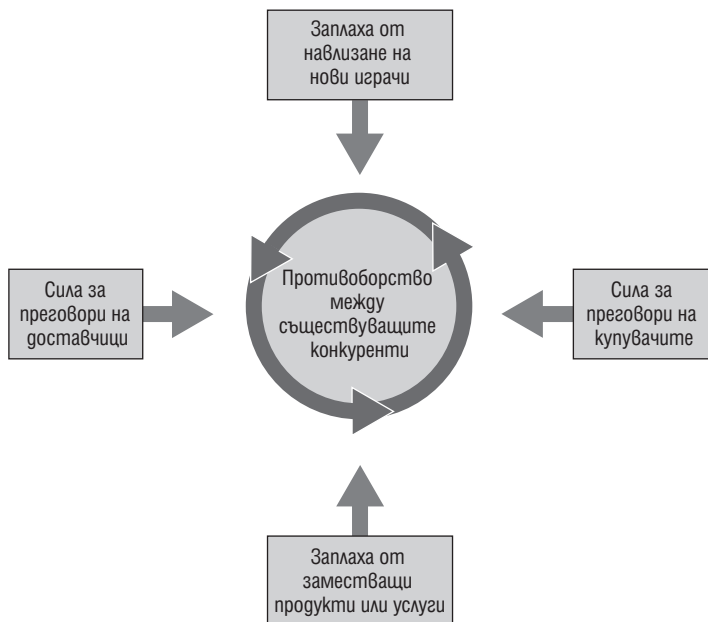 Заплаха от
навлизане на
нови играчи
Сила за
преговори на
доставчици
Противоборство
между
съществуващите
конкуренти
Сила за
преговори на
купувачите
Заплаха от
заместващи
продукти или услуги